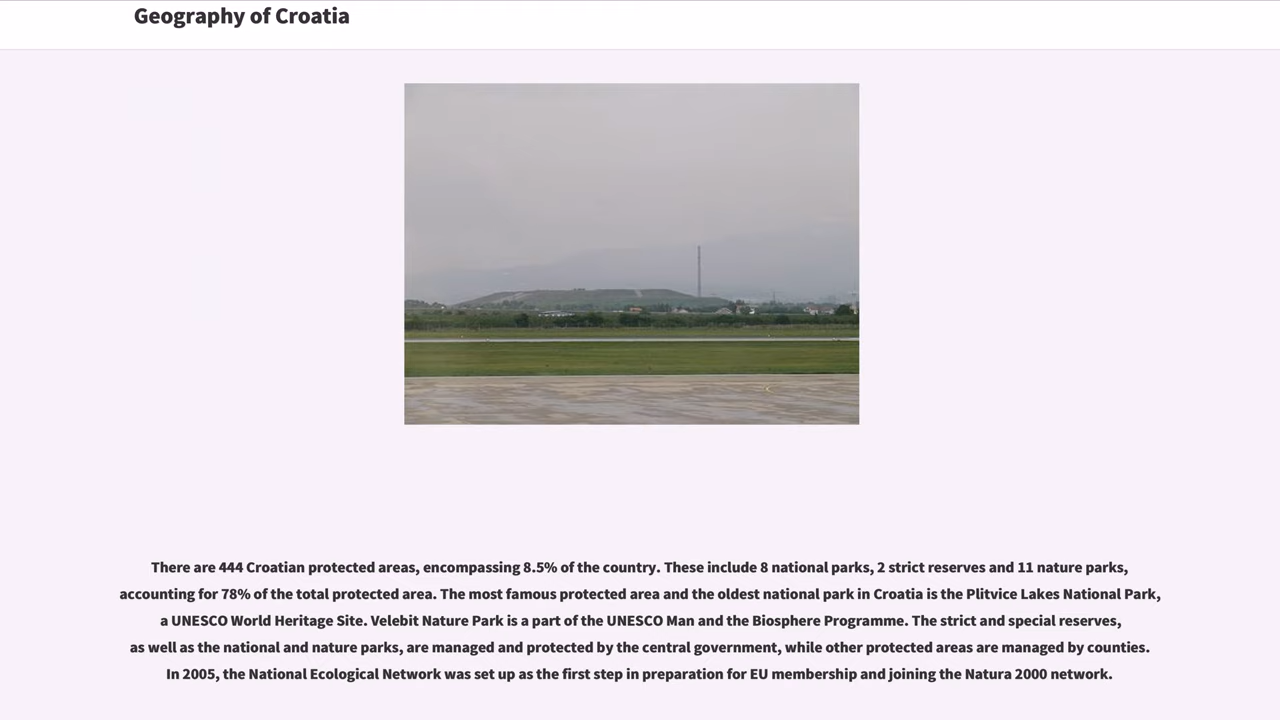 Geography of Croatia
There are 444 Croatian protected areas, encompassing 8.5% of the country. These include 8 national parks, 2 strict reserves and 11 nature parks,
accounting for 78% of the total protected area. The most famous protected area and the oldest national park in Croatia is the Plitvice Lakes National Park,
a UNESCO World Heritage Site. Velebit Nature Park is a part of the UNESCO Man and the Biosphere Programme. The strict and special reserves,
as well as the national and nature parks, are managed and protected by the central government, while other protected areas are managed by counties.
In 2005, the National Ecological Network was set up as the first step in preparation for EU membership and joining the Natura 2000 network.